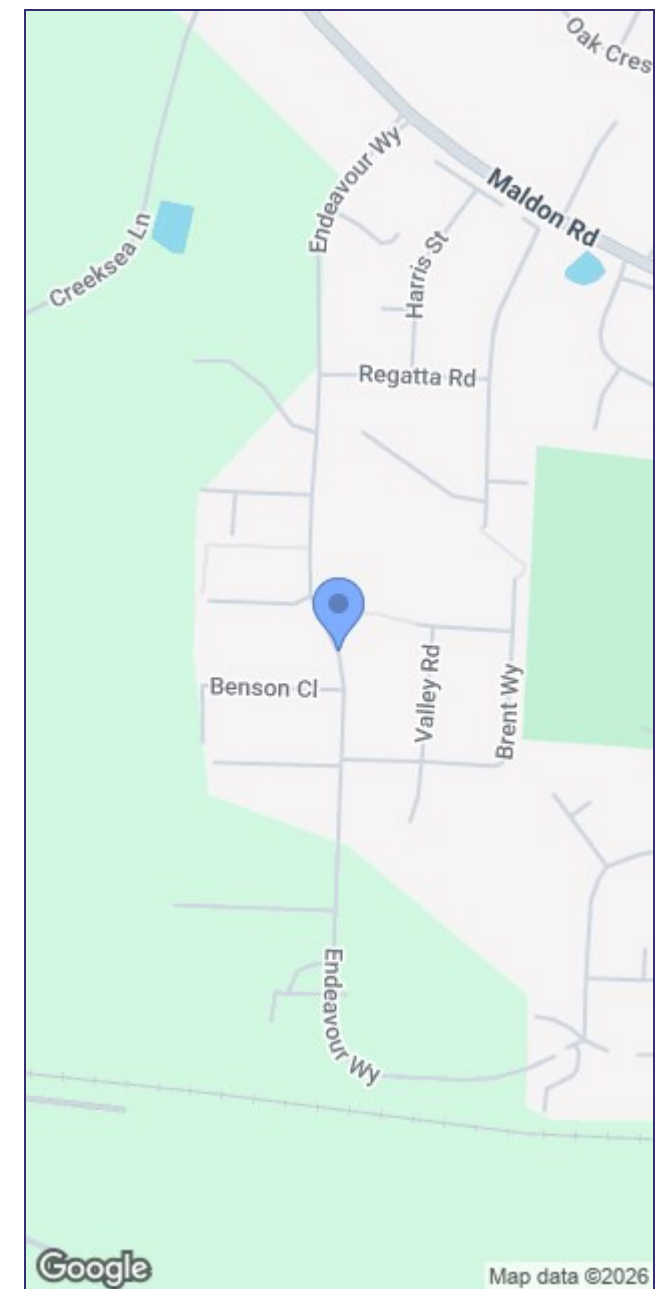 Oak Cres
Endeavour Wy
Maldon Rd
Creeksea Ln
Harris St
Regatta Rd
Benson Cl
Valley Rd
Brent Wy
Endeavour Wy
Google
Map data ©2026